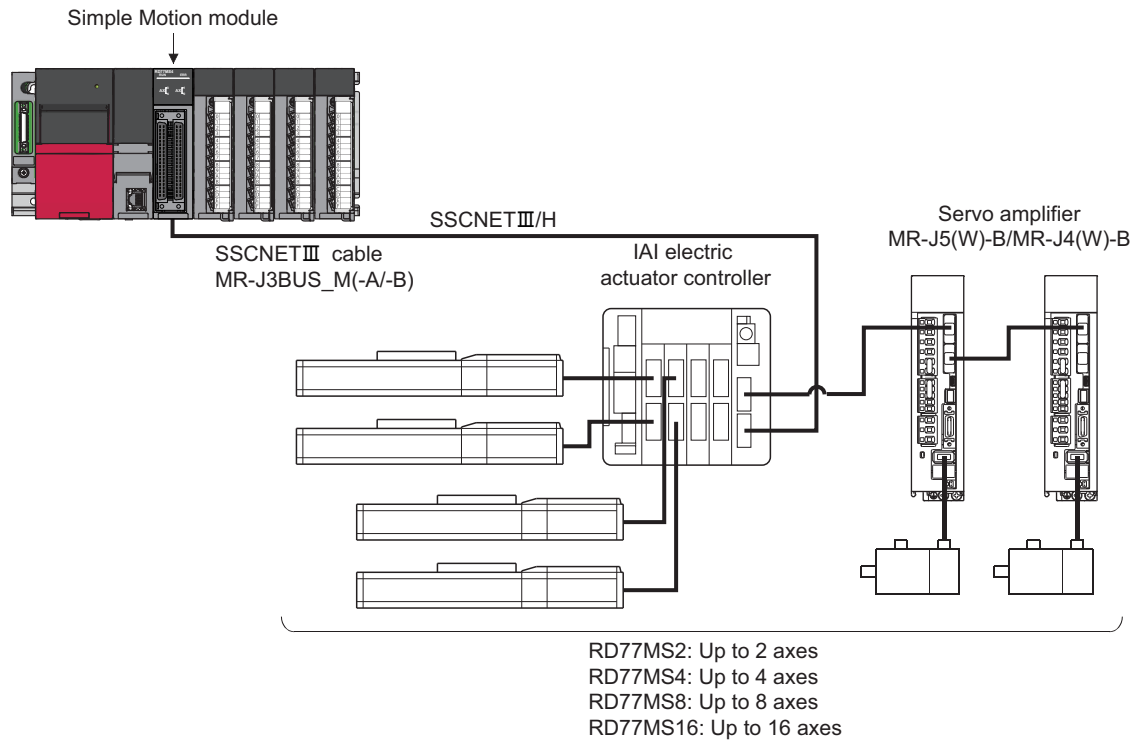 Simple Motion module
RD77MS4
SSCNETⅢ/H
SSCNETⅢ cable
MR-J3BUS_M(-A/-B)
IAI electric
actuator controller
Servo amplifier
MR-J5(W)-B/MR-J4(W)-B
RD77MS2: Up to 2 axes
RD77MS4: Up to 4 axes
RD77MS8: Up to 8 axes
RD77MS16: Up to 16 axes